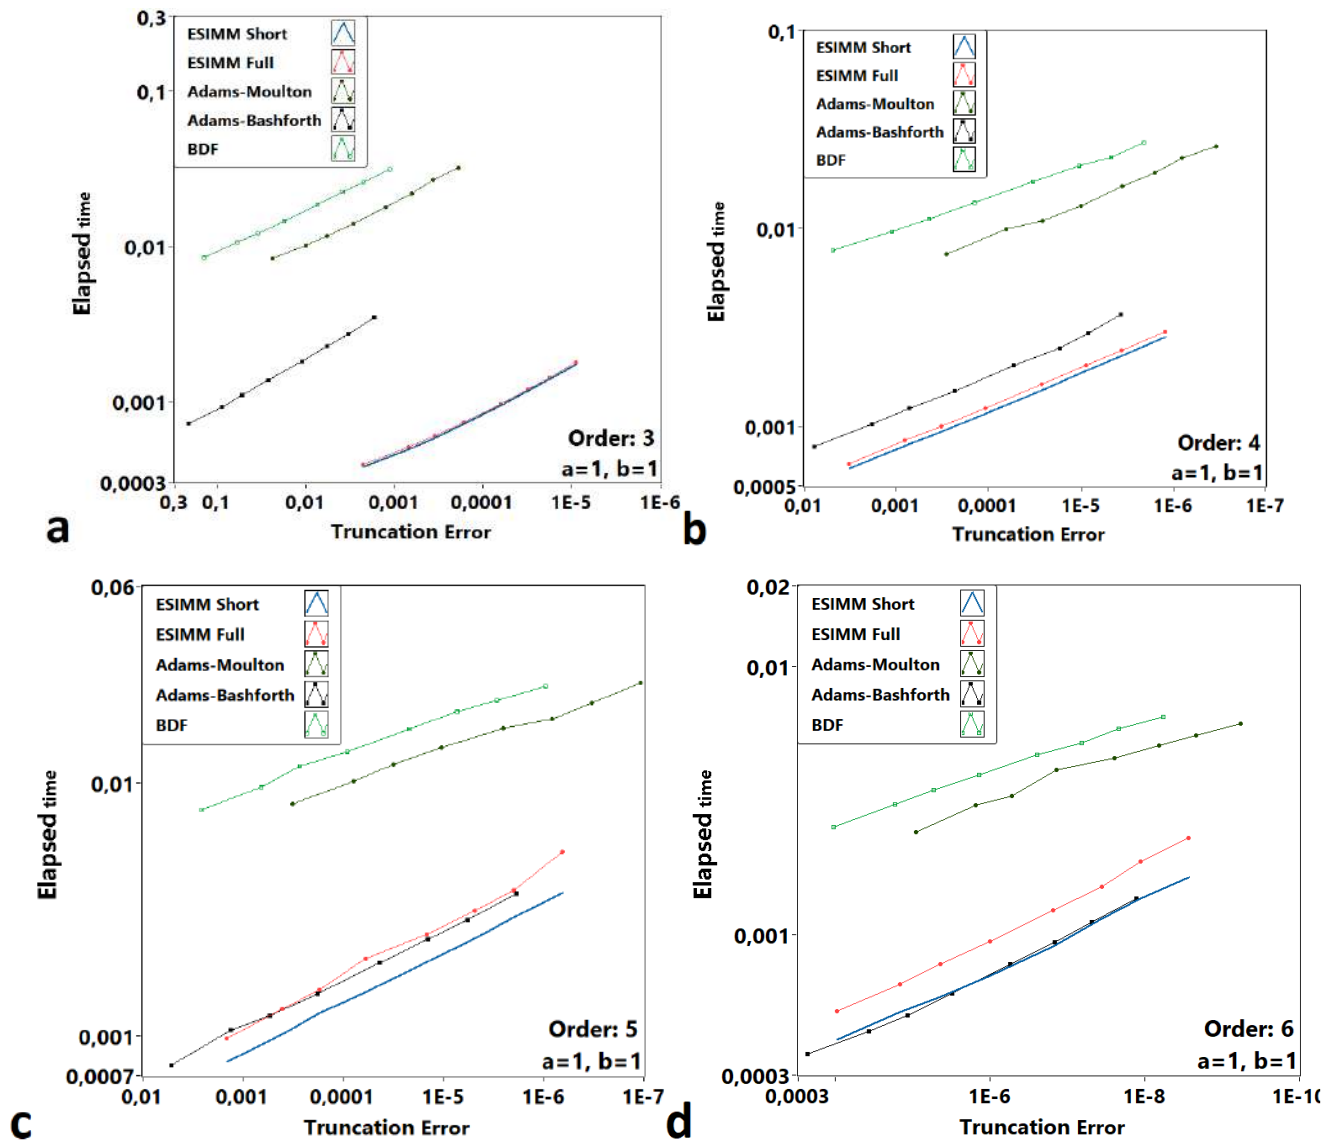 0,3
0,1
0,01
0,001
0,0003
Elapsed time
ESIMM Short
ESIMM Full
Adams-Moulton
Adams-Bashforth
BDF
Order: 3
a=1, b=1
0,3 0,1 0,01 0,001 0,0001 1E-5 1E-6
Truncation Error
a
0,1
0,01
0,001
0,0005
Elapsed time
ESIMM Short
ESIMM Full
Adams-Moulton
Adams-Bashforth
BDF
Order: 4
a=1, b=1
0,01 0,001 0,0001 1E-5 1E-6 1E-7
Truncation Error
b
0,06
0,01
0,001
0,0007
Elapsed time
ESIMM Short
ESIMM Full
Adams-Moulton
Adams-Bashforth
BDF
Order: 5
a=1, b=1
0,01 0,001 0,0001 1E-5 1E-6 1E-7
Truncation Error
c
0,02
0,01
0,001
0,0003
Elapsed time
ESIMM Short
ESIMM Full
Adams-Moulton
Adams-Bashforth
BDF
Order: 6
a=1, b=1
0,0003 1E-6 1E-8 1E-10
Truncation Error
d